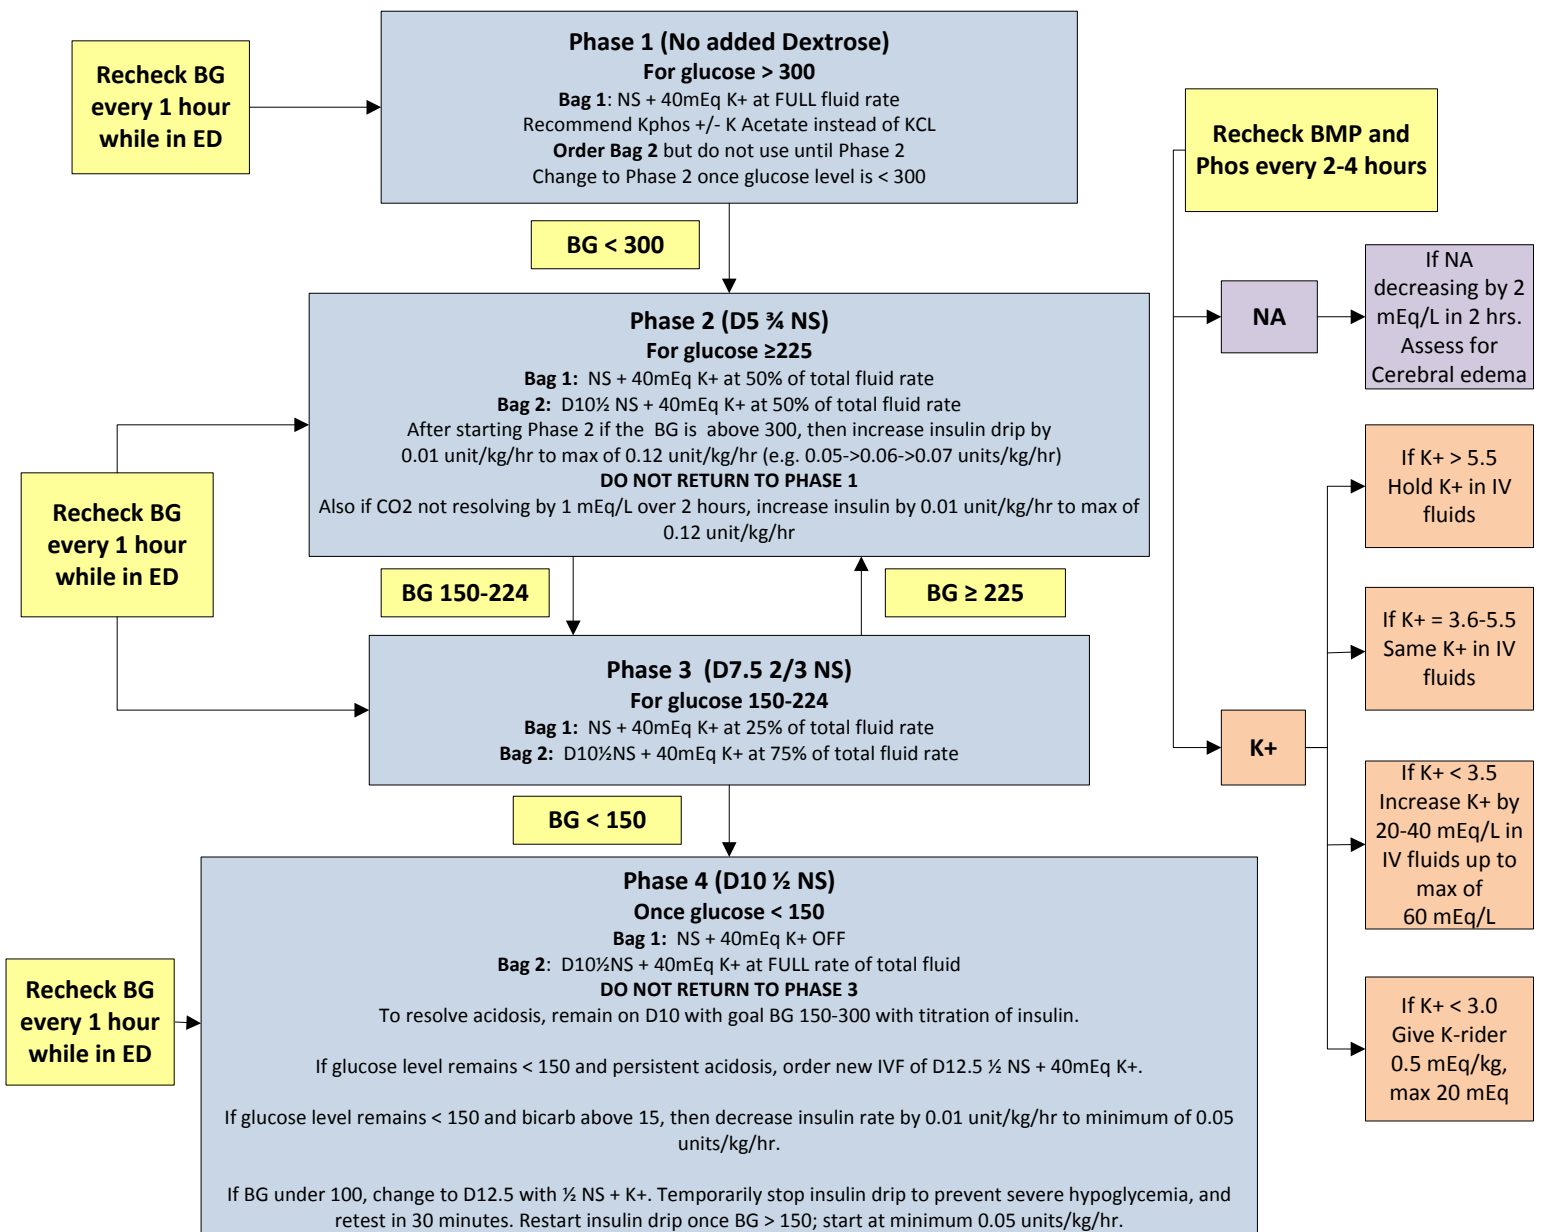 Recheck BG
every 1 hour
while in ED
Phase 1 (No added Dextrose)
For glucose > 300
Bag 1: NS + 40mEq K+ at FULL fluid rate
Recommend Kphos +/- K Acetate instead of KCL
Order Bag 2 but do not use until Phase 2
Change to Phase 2 once glucose level is < 300
BG < 300
Phase 2 (D5 ¾ NS)
For glucose ≥225
Bag 1: NS + 40mEq K+ at 50% of total fluid rate
Bag 2: D10½ NS + 40mEq K+ at 50% of total fluid rate
After starting Phase 2 if the BG is above 300, then increase insulin drip by
0.01 unit/kg/hr to max of 0.12 unit/kg/hr (e.g. 0.05->0.06->0.07 units/kg/hr)
DO NOT RETURN TO PHASE 1
Also if CO2 not resolving by 1 mEq/L over 2 hours, increase insulin by 0.01 unit/kg/hr to max of
0.12 unit/kg/hr
Recheck BG
every 1 hour
while in ED
BG 150-224
BG ≥ 225
Phase 3 (D7.5 2/3 NS)
For glucose 150-224
Bag 1: NS + 40mEq K+ at 25% of total fluid rate
Bag 2: D10½NS + 40mEq K+ at 75% of total fluid rate
BG < 150
Phase 4 (D10 ½ NS)
Once glucose < 150
Bag 1: NS + 40mEq K+ OFF
Bag 2: D10½NS + 40mEq K+ at FULL rate of total fluid
DO NOT RETURN TO PHASE 3
To resolve acidosis, remain on D10 with goal BG 150-300 with titration of insulin.
If glucose level remains < 150 and persistent acidosis, order new IVF of D12.5 ½ NS + 40mEq K+.
If glucose level remains < 150 and bicarb above 15, then decrease insulin rate by 0.01 unit/kg/hr to minimum of 0.05
units/kg/hr.
If BG under 100, change to D12.5 with ½ NS + K+. Temporarily stop insulin drip to prevent severe hypoglycemia, and
retest in 30 minutes. Restart insulin drip once BG > 150; start at minimum 0.05 units/kg/hr.
Recheck BG
every 1 hour
while in ED
Recheck BMP and
Phos every 2-4 hours
NA
If NA
decreasing by 2
mEq/L in 2 hrs.
Assess for
Cerebral edema
K+
If K+ > 5.5
Hold K+ in IV
fluids
If K+ = 3.6-5.5
Same K+ in IV
fluids
If K+ < 3.5
Increase K+ by
20-40 mEq/L in
IV fluids up to
max of
60 mEq/L
If K+ < 3.0
Give K-rider
0.5 mEq/kg,
max 20 mEq